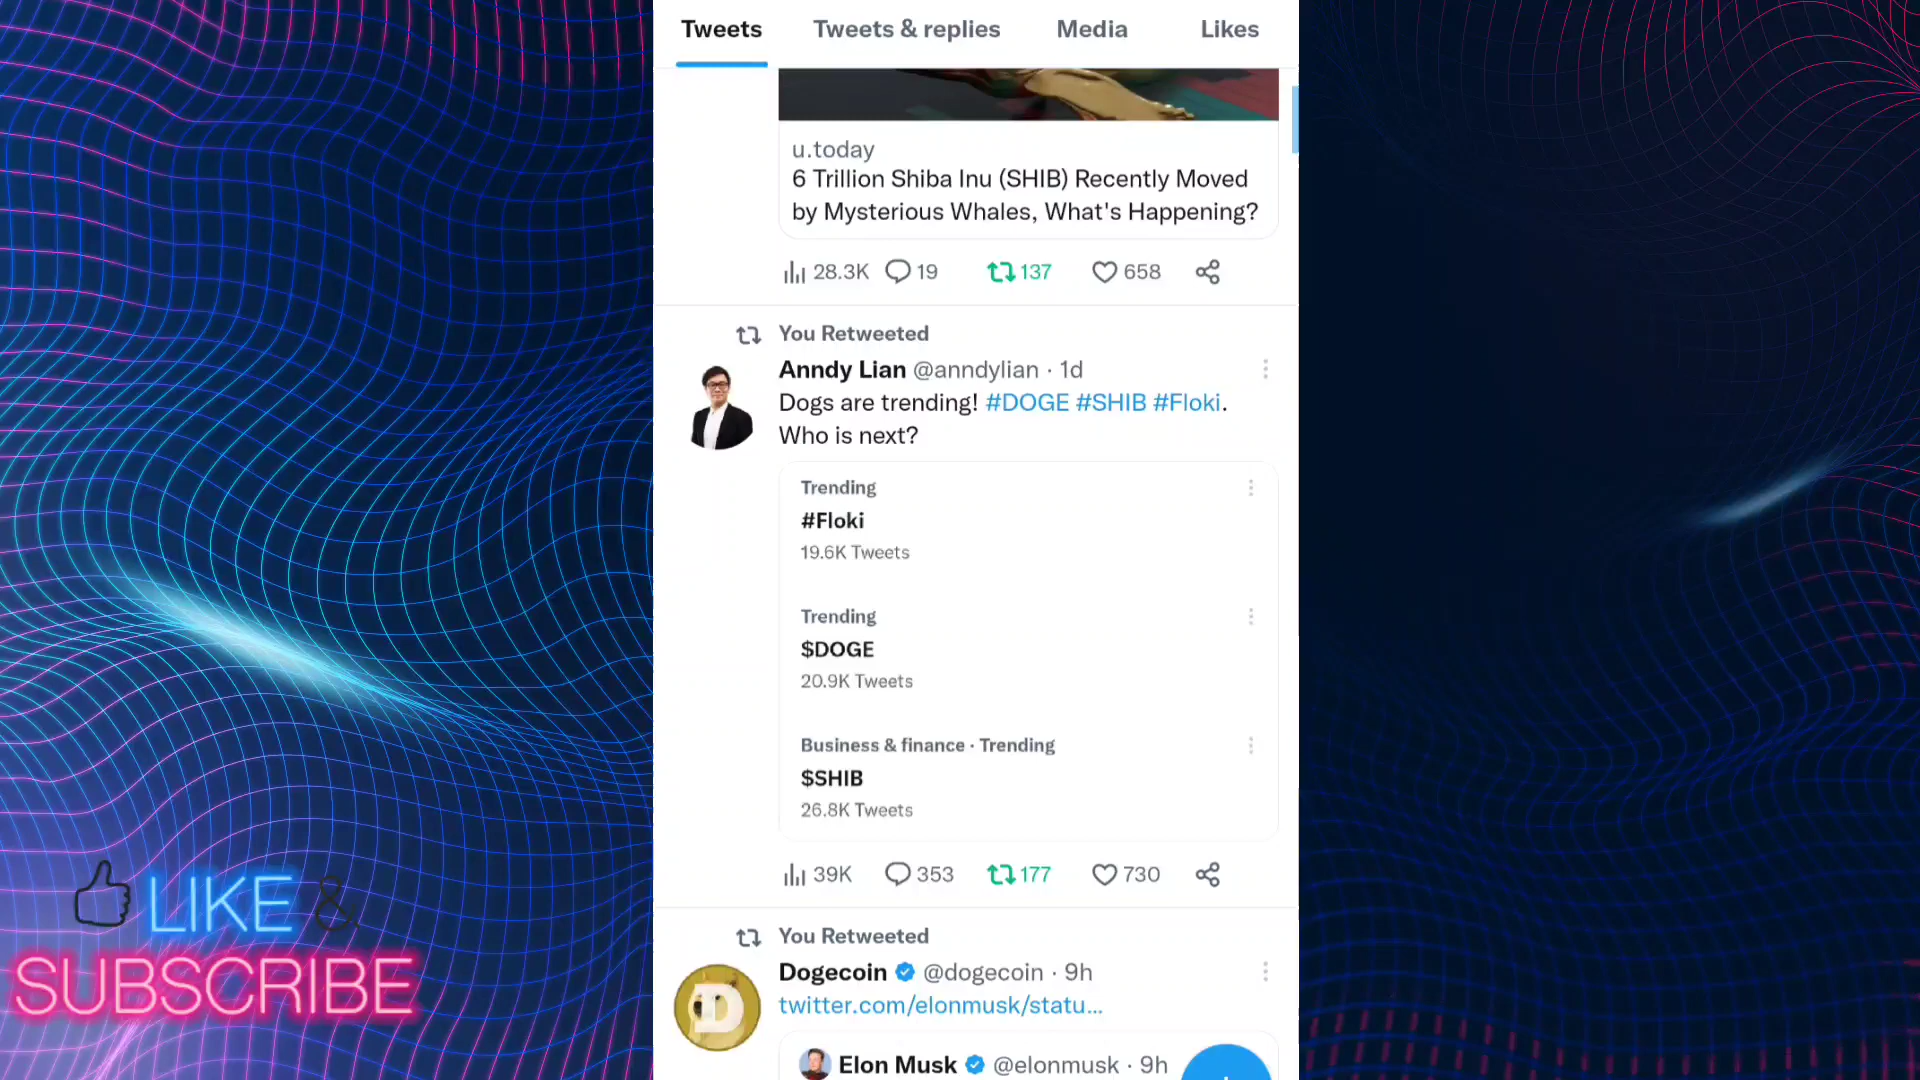 Tweets Tweets & replies Media Likes
u.today
6 Trillion Shiba Inu (SHIB) Recently Moved
by Mysterious Whales, What's Happening?
28.3K 19 137 658
You Retweeted
Anndy Lian @anndylian · 1d
Dogs are trending! #DOGE #SHIB #Floki.
Who is next?
Trending
#Floki
19.6K Tweets
Trending
$DOGE
20.9K Tweets
Business & finance · Trending
$SHIB
26.8K Tweets
39K 353 177 730
You Retweeted
Dogecoin @dogecoin · 9h
twitter.com/elonmusk/statu...
Elon Musk @elonmusk · 9h
LIKE &
SUBSCRIBE